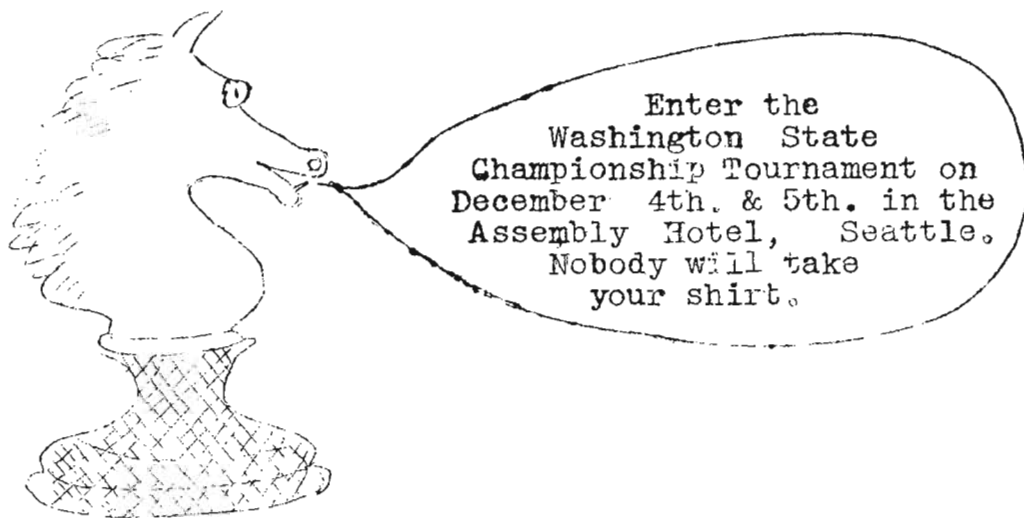 Enter the
Washington State
Championship Tournament on
December 4th. & 5th. in the
Assembly Hotel, Seattle.
Nobody will take
your shirt.